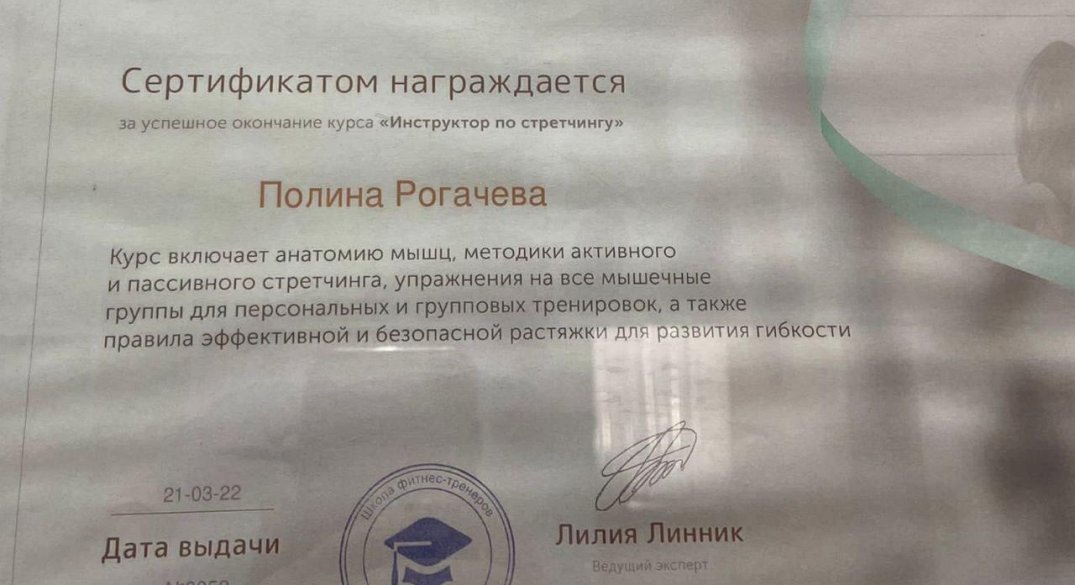 Сертификатом награждается
за успешное окончание курса «Инструктор по стретчингу»
Полина Рогачева
Курс включает анатомию мышц, методики активного
и пассивного стретчинга, упражнения на все мышечные
группы для персональных и групповых тренировок, а также
правила эффективной и безопасной растяжки для развития гибкости
21-03-22
Дата выдачи
Школа фитнес-тренеров
Лилия Линник
Ведущий эксперт